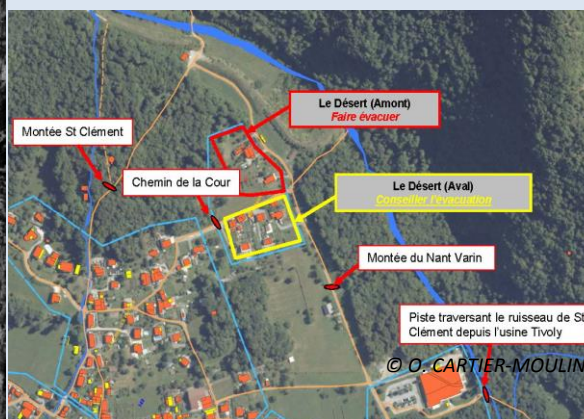 Le Désert (Amont)
Faire évacuer
Montée St Clément
Chemin de la Cour
Le Désert (Aval)
Conseiller l'évacuation
Montée du Nant Varin
Piste traversant le ruisseau de St
Clément depuis l'usine Tivoly
© O. CARTIER-MOULIN